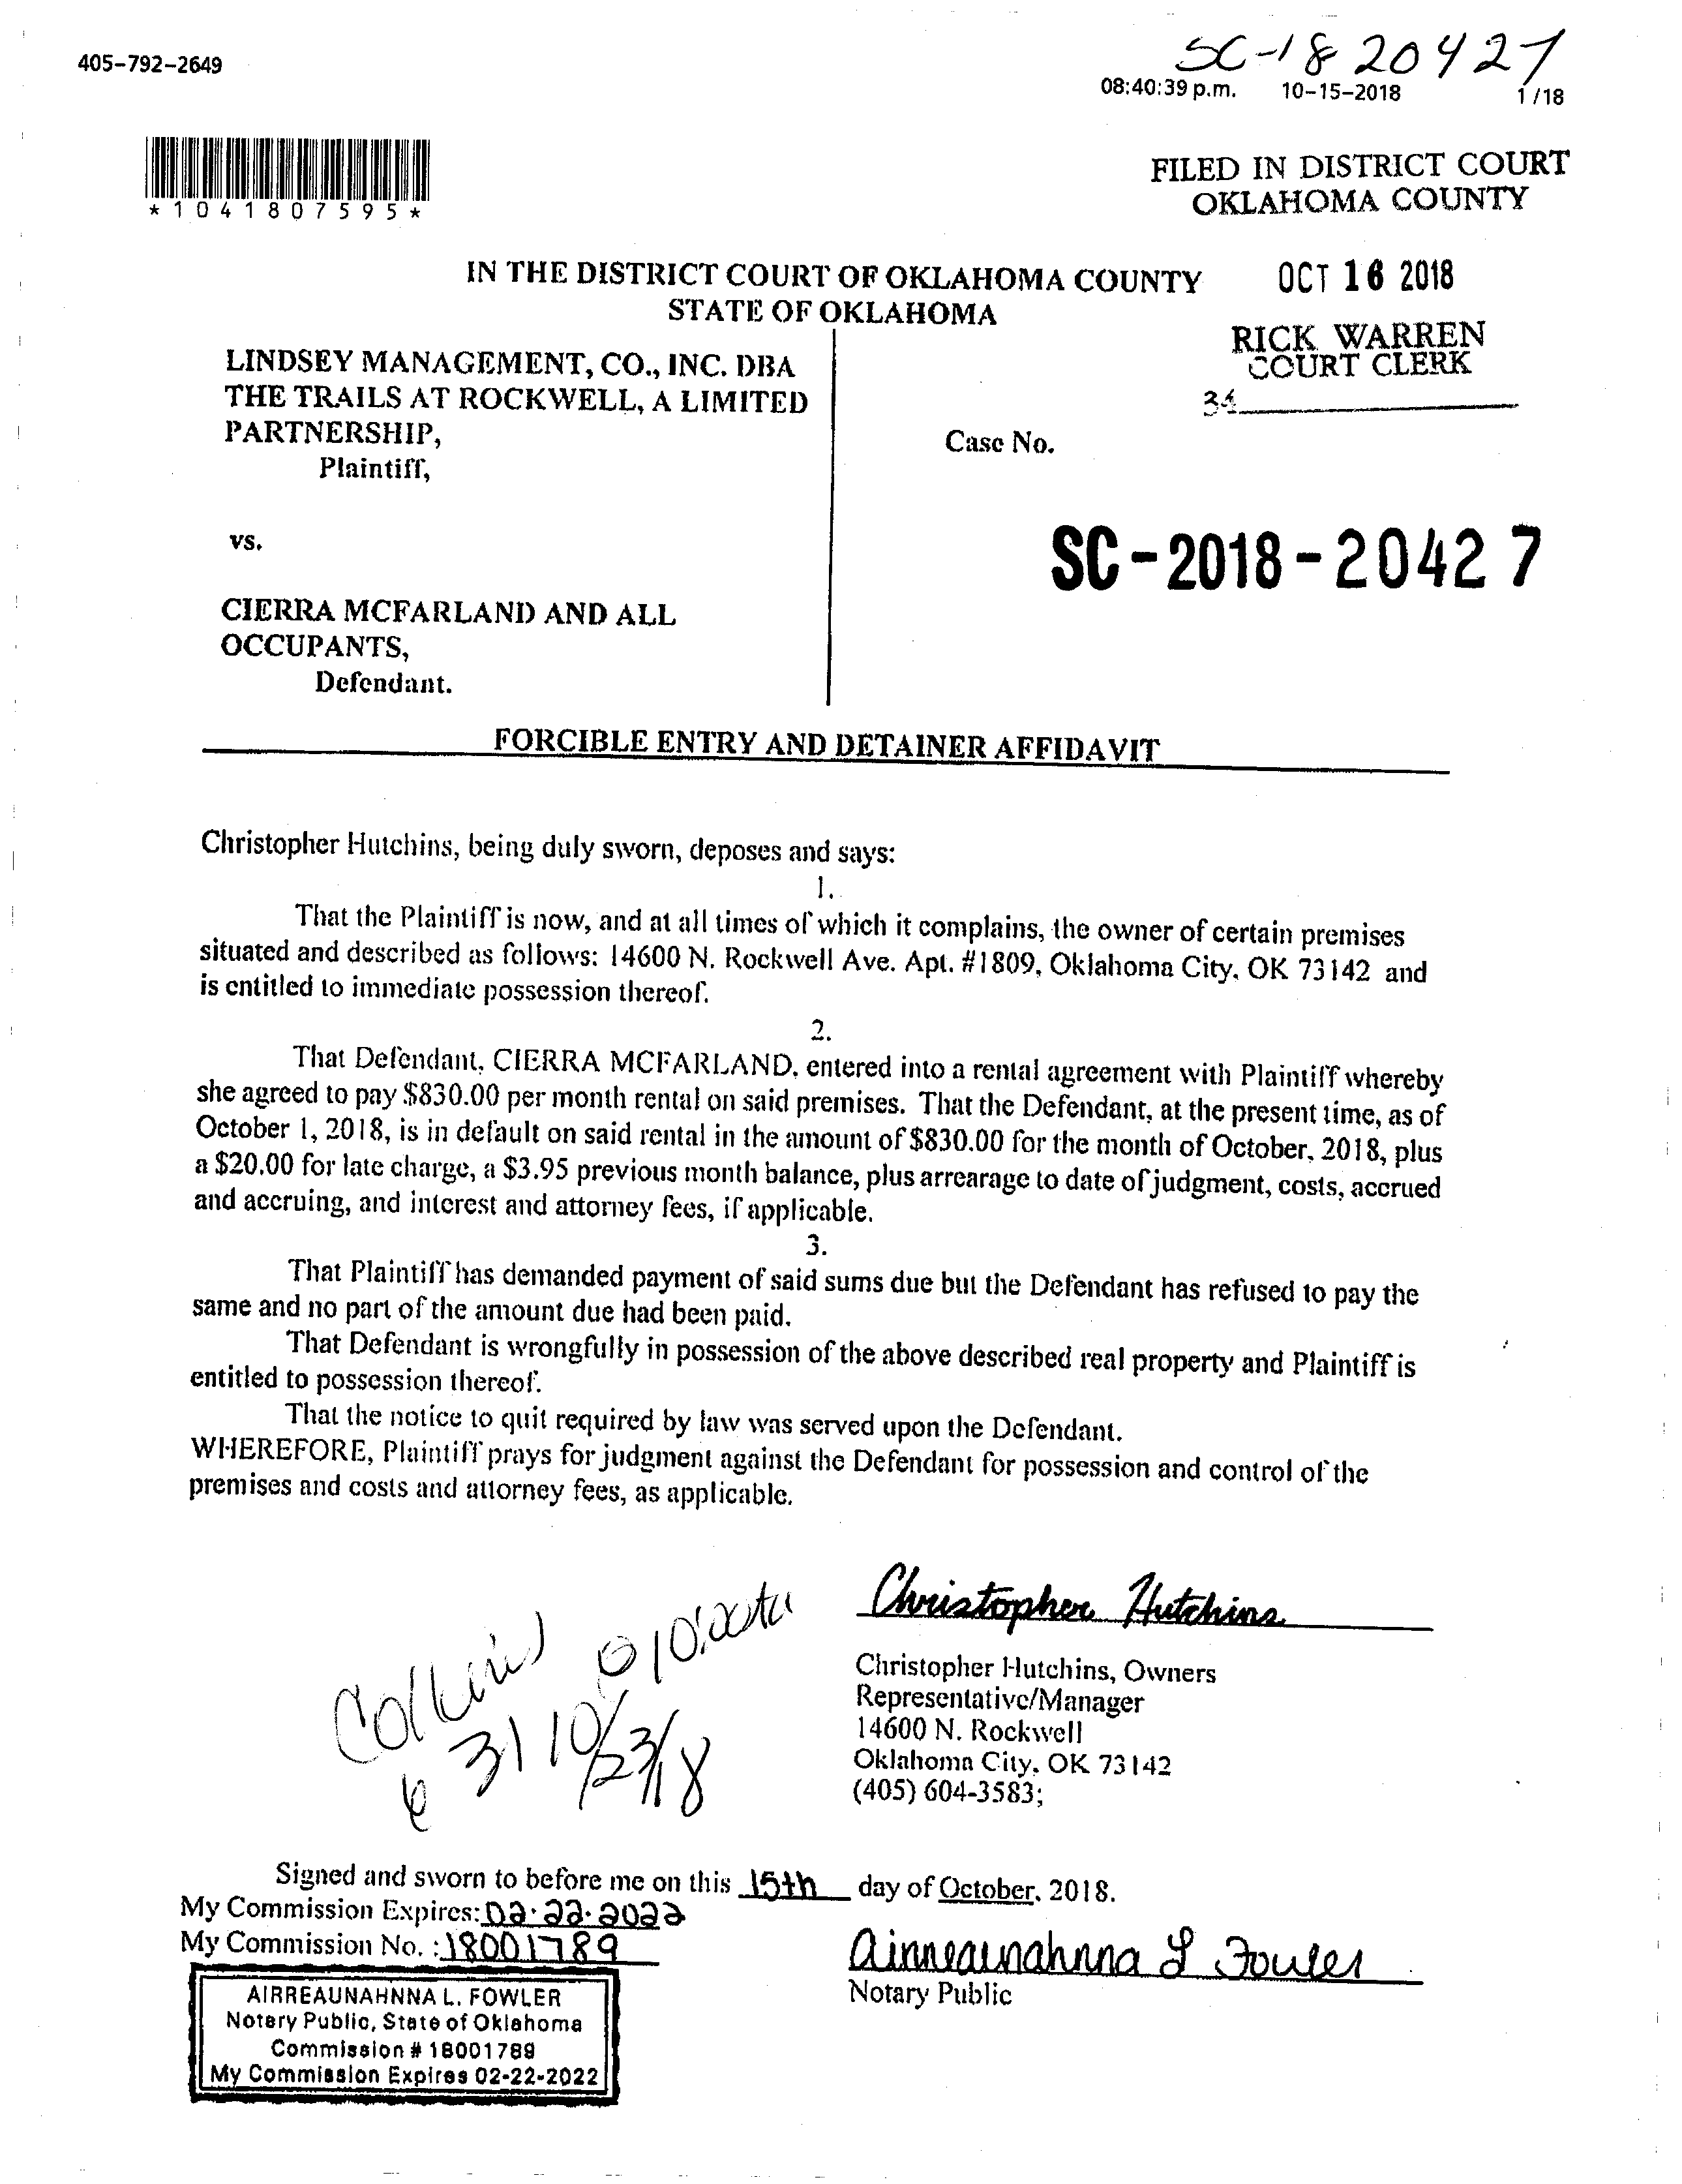 SC-18 20427
405-792-2649
08:40:39 p.m. 10-15-2018 1 /18
*1041807595*
FILED IN DISTRICT COURT
OKLAHOMA COUNTY
IN THE DISTRICT COURT OF OKLAHOMA COUNTY
STATE OF OKLAHOMA
OCT 16 2018
RICK WARREN
COURT CLERK
34
LINDSEY MANAGEMENT, CO., INC. DBA
THE TRAILS AT ROCKWELL, A LIMITED
PARTNERSHIP,
Plaintiff,
Case No.
vs.
SC-2018-20427
CIERRA MCFARLAND AND ALL
OCCUPANTS,
Defendant.
FORCIBLE ENTRY AND DETAINER AFFIDAVIT
Christopher Hutchins, being duly sworn, deposes and says:
1.
That the Plaintiff is now, and at all times of which it complains, the owner of certain premises
situated and described as follows: 14600 N. Rockwell Ave. Apt. #1809, Oklahoma City, OK 73142 and
is entitled to immediate possession thereof.
2.
That Defendant, CIERRA MCFARLAND, entered into a rental agreement with Plaintiff whereby
she agreed to pay $830.00 per month rental on said premises. That the Defendant, at the present time, as of
October 1, 2018, is in default on said rental in the amount of $830.00 for the month of October, 2018, plus
a $20.00 for late charge, a $3.95 previous month balance, plus arrearage to date of judgment, costs, accrued
and accruing, and interest and attorney fees, if applicable.
3.
That Plaintiff has demanded payment of said sums due but the Defendant has refused to pay the
same and no part of the amount due had been paid.
That Defendant is wrongfully in possession of the above described real property and Plaintiff is
entitled to possession thereof.
That the notice to quit required by law was served upon the Defendant.
WHEREFORE, Plaintiff prays for judgment against the Defendant for possession and control of the
premises and costs and attorney fees, as applicable.
Christopher Hutchins
Christopher Hutchins, Owners
Representative/Manager
14600 N. Rockwell
Oklahoma City, OK 73142
(405) 604-3583;
Collins
31 10/23/18
Signed and sworn to before me on this 15th day of October, 2018.
My Commission Expires: 02.22.2022
My Commission No. : 18001789
Airreaunahnna L Fowler
Notary Public
AIRREAUNAHNNA L. FOWLER
Notary Public, State of Oklahoma
Commission # 18001789
My Commission Expires 02-22-2022